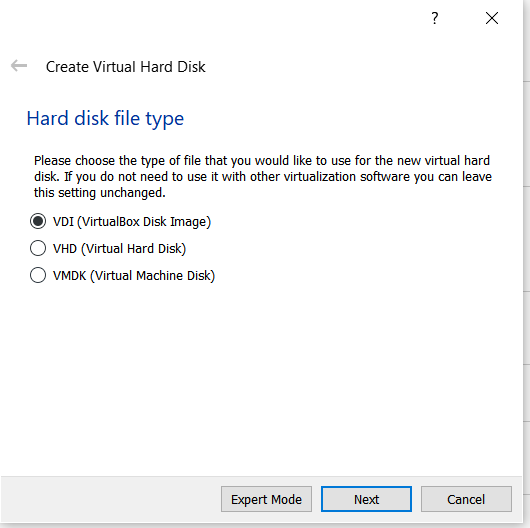 ?
Create Virtual Hard Disk
Hard disk file type
Please choose the type of file that you would like to use for the new virtual hard
disk. If you do not need to use it with other virtualization software you can leave
this setting unchanged.
VDI (VirtualBox Disk Image)
VHD (Virtual Hard Disk)
VMDK (Virtual Machine Disk)
Expert Mode Next Cancel